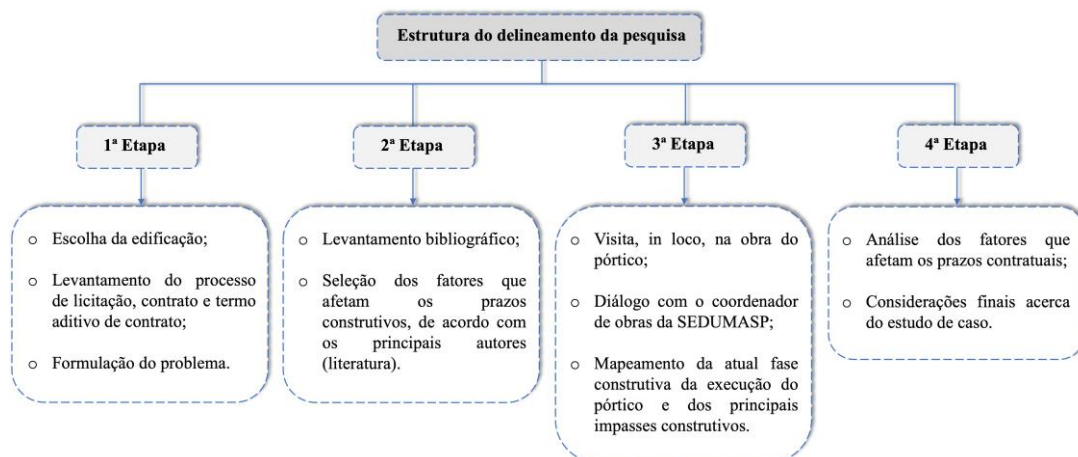 Estrutura do delineamento da pesquisa
1ª Etapa
2ª Etapa
3ª Etapa
4ª Etapa
o Escolha da edificação;
o Levantamento do processo
de licitação, contrato e termo
aditivo de contrato;
o Formulação do problema.
o Levantamento bibliográfico;
o Seleção dos fatores que
afetam os prazos
construtivos, de acordo com
os principais autores
(literatura).
o Visita, in loco, na obra do
pórtico;
o Diálogo com o coordenador
de obras da SEDUMASP;
o Mapeamento da atual fase
construtiva da execução do
pórtico e dos principais
impasses construtivos.
o Análise dos fatores que
afetam os prazos contratuais;
o Considerações finais acerca
do estudo de caso.